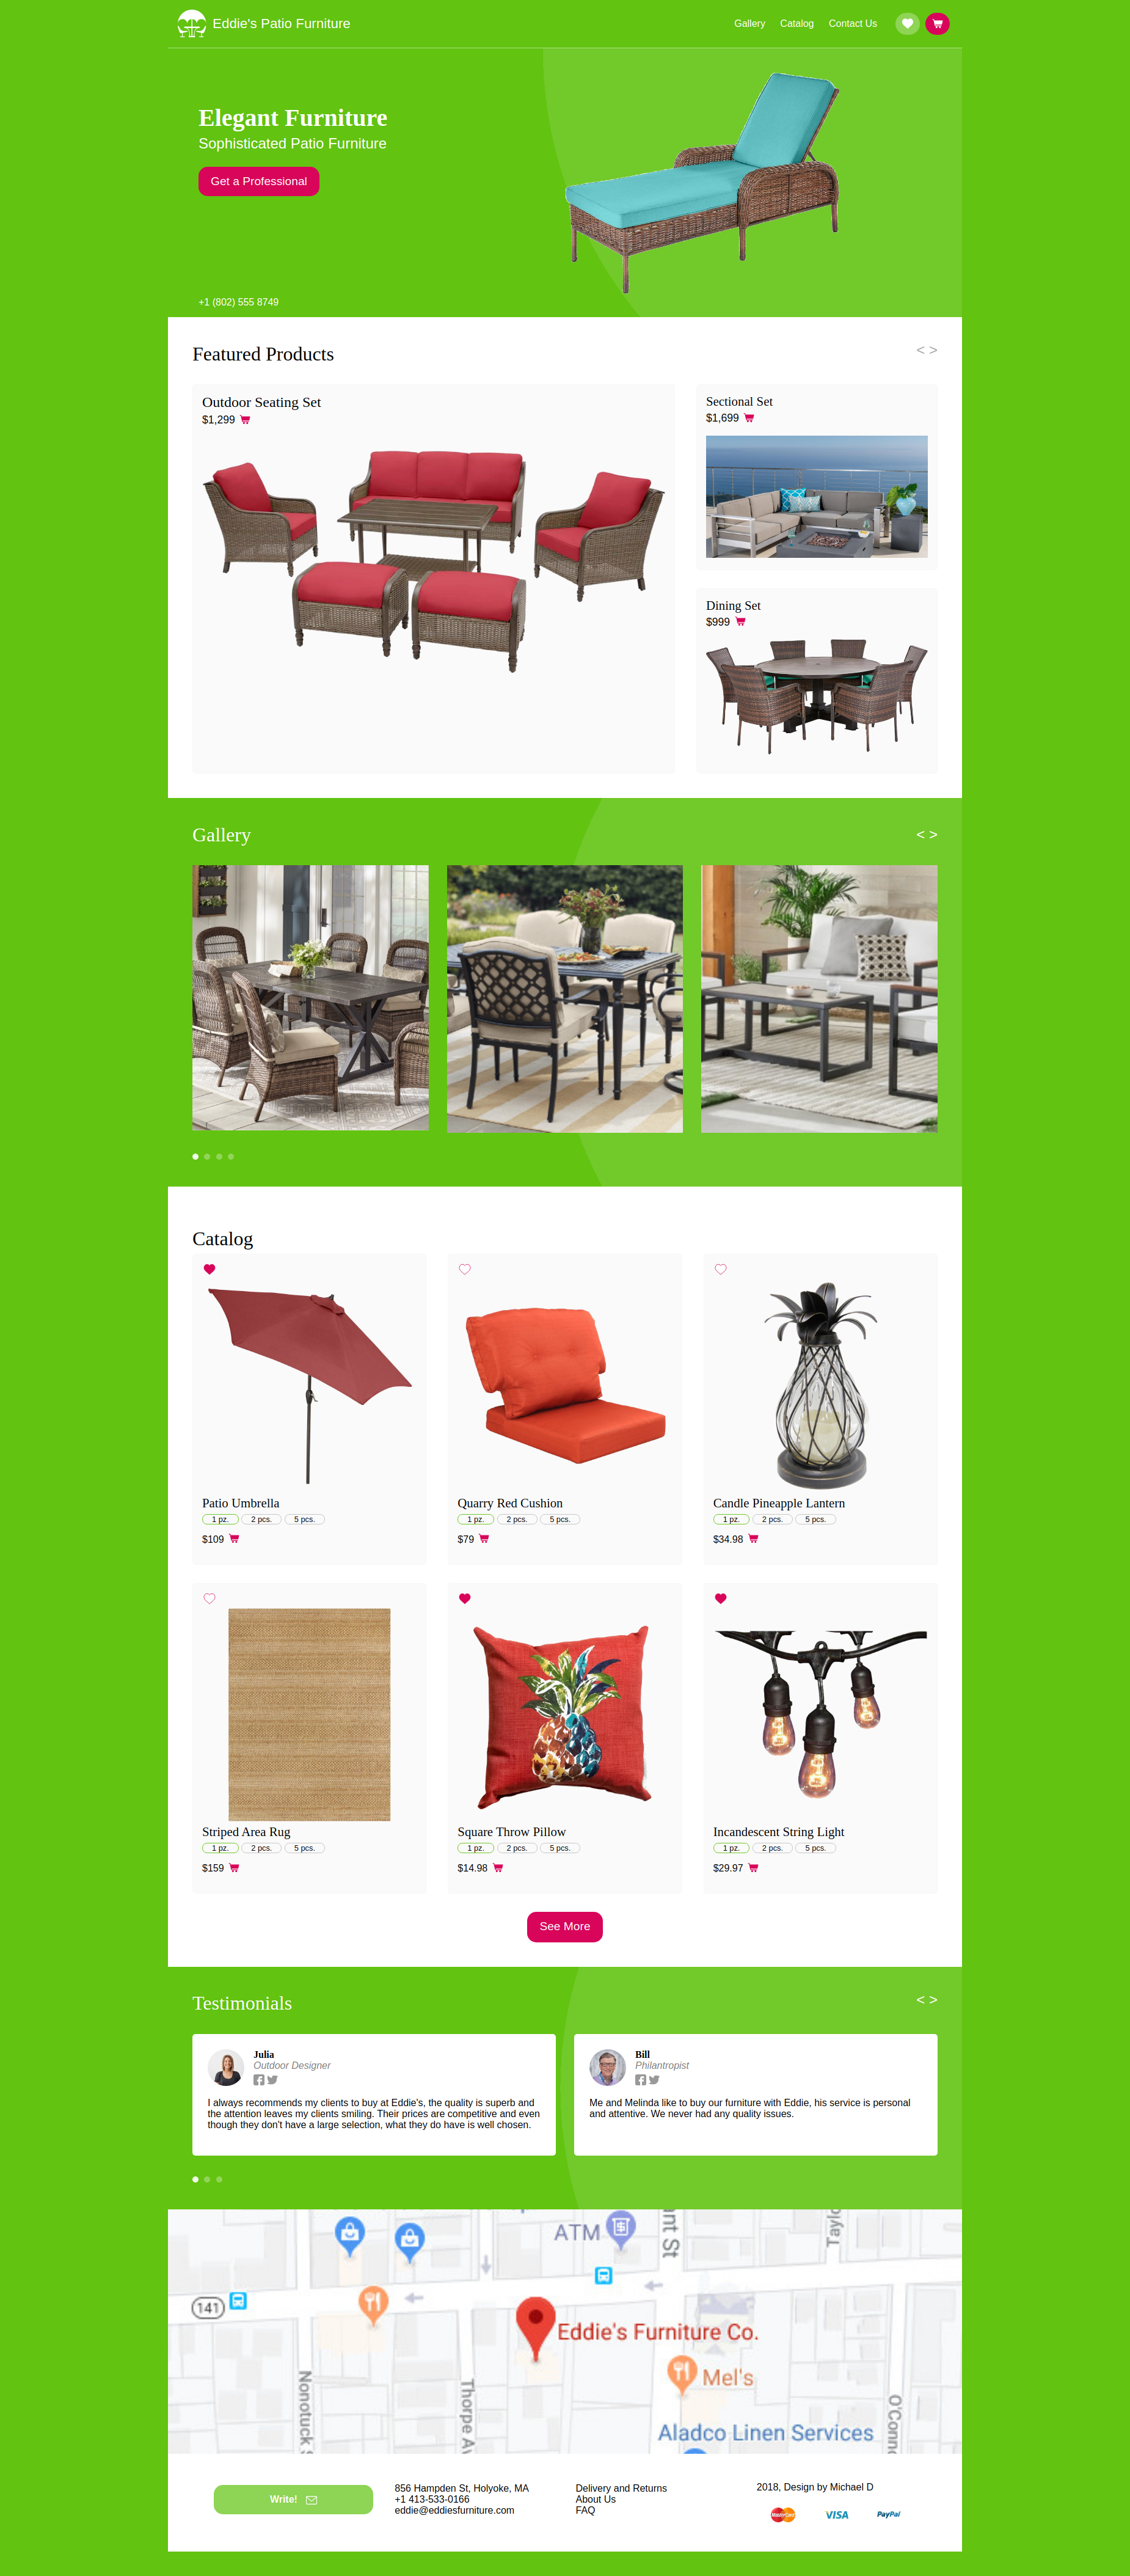 Eddie's Patio Furniture
Gallery Catalog Contact Us
Elegant Furniture
Sophisticated Patio Furniture
Get a Professional
+1 (802) 555 8749
Featured Products
< >
Outdoor Seating Set
$1,299
Sectional Set
$1,699
Dining Set
$999
Gallery
< >
Catalog
Patio Umbrella
1 pz. 2 pcs. 5 pcs.
$109
Quarry Red Cushion
1 pz. 2 pcs. 5 pcs.
$79
Candle Pineapple Lantern
1 pz. 2 pcs. 5 pcs.
$34.98
Striped Area Rug
1 pz. 2 pcs. 5 pcs.
$159
Square Throw Pillow
1 pz. 2 pcs. 5 pcs.
$14.98
Incandescent String Light
1 pz. 2 pcs. 5 pcs.
$29.97
See More
Testimonials
< >
Julia
Outdoor Designer
I always recommends my clients to buy at Eddie's, the quality is superb and
the attention leaves my clients smiling. Their prices are competitive and even
though they don't have a large selection, what they do have is well chosen.
Bill
Philantropist
Me and Melinda like to buy our furniture with Eddie, his service is personal
and attentive. We never had any quality issues.
ATM
nt St
Taylo
141
Eddie's Furniture Co.
Mel's
Nonotuck S
Thorpe Av
O'Conno
Aladco Linen Services
Write!
856 Hampden St, Holyoke, MA
+1 413-533-0166
eddie@eddiesfurniture.com
Delivery and Returns
About Us
FAQ
2018, Design by Michael D
MasterCard
VISA
PayPal